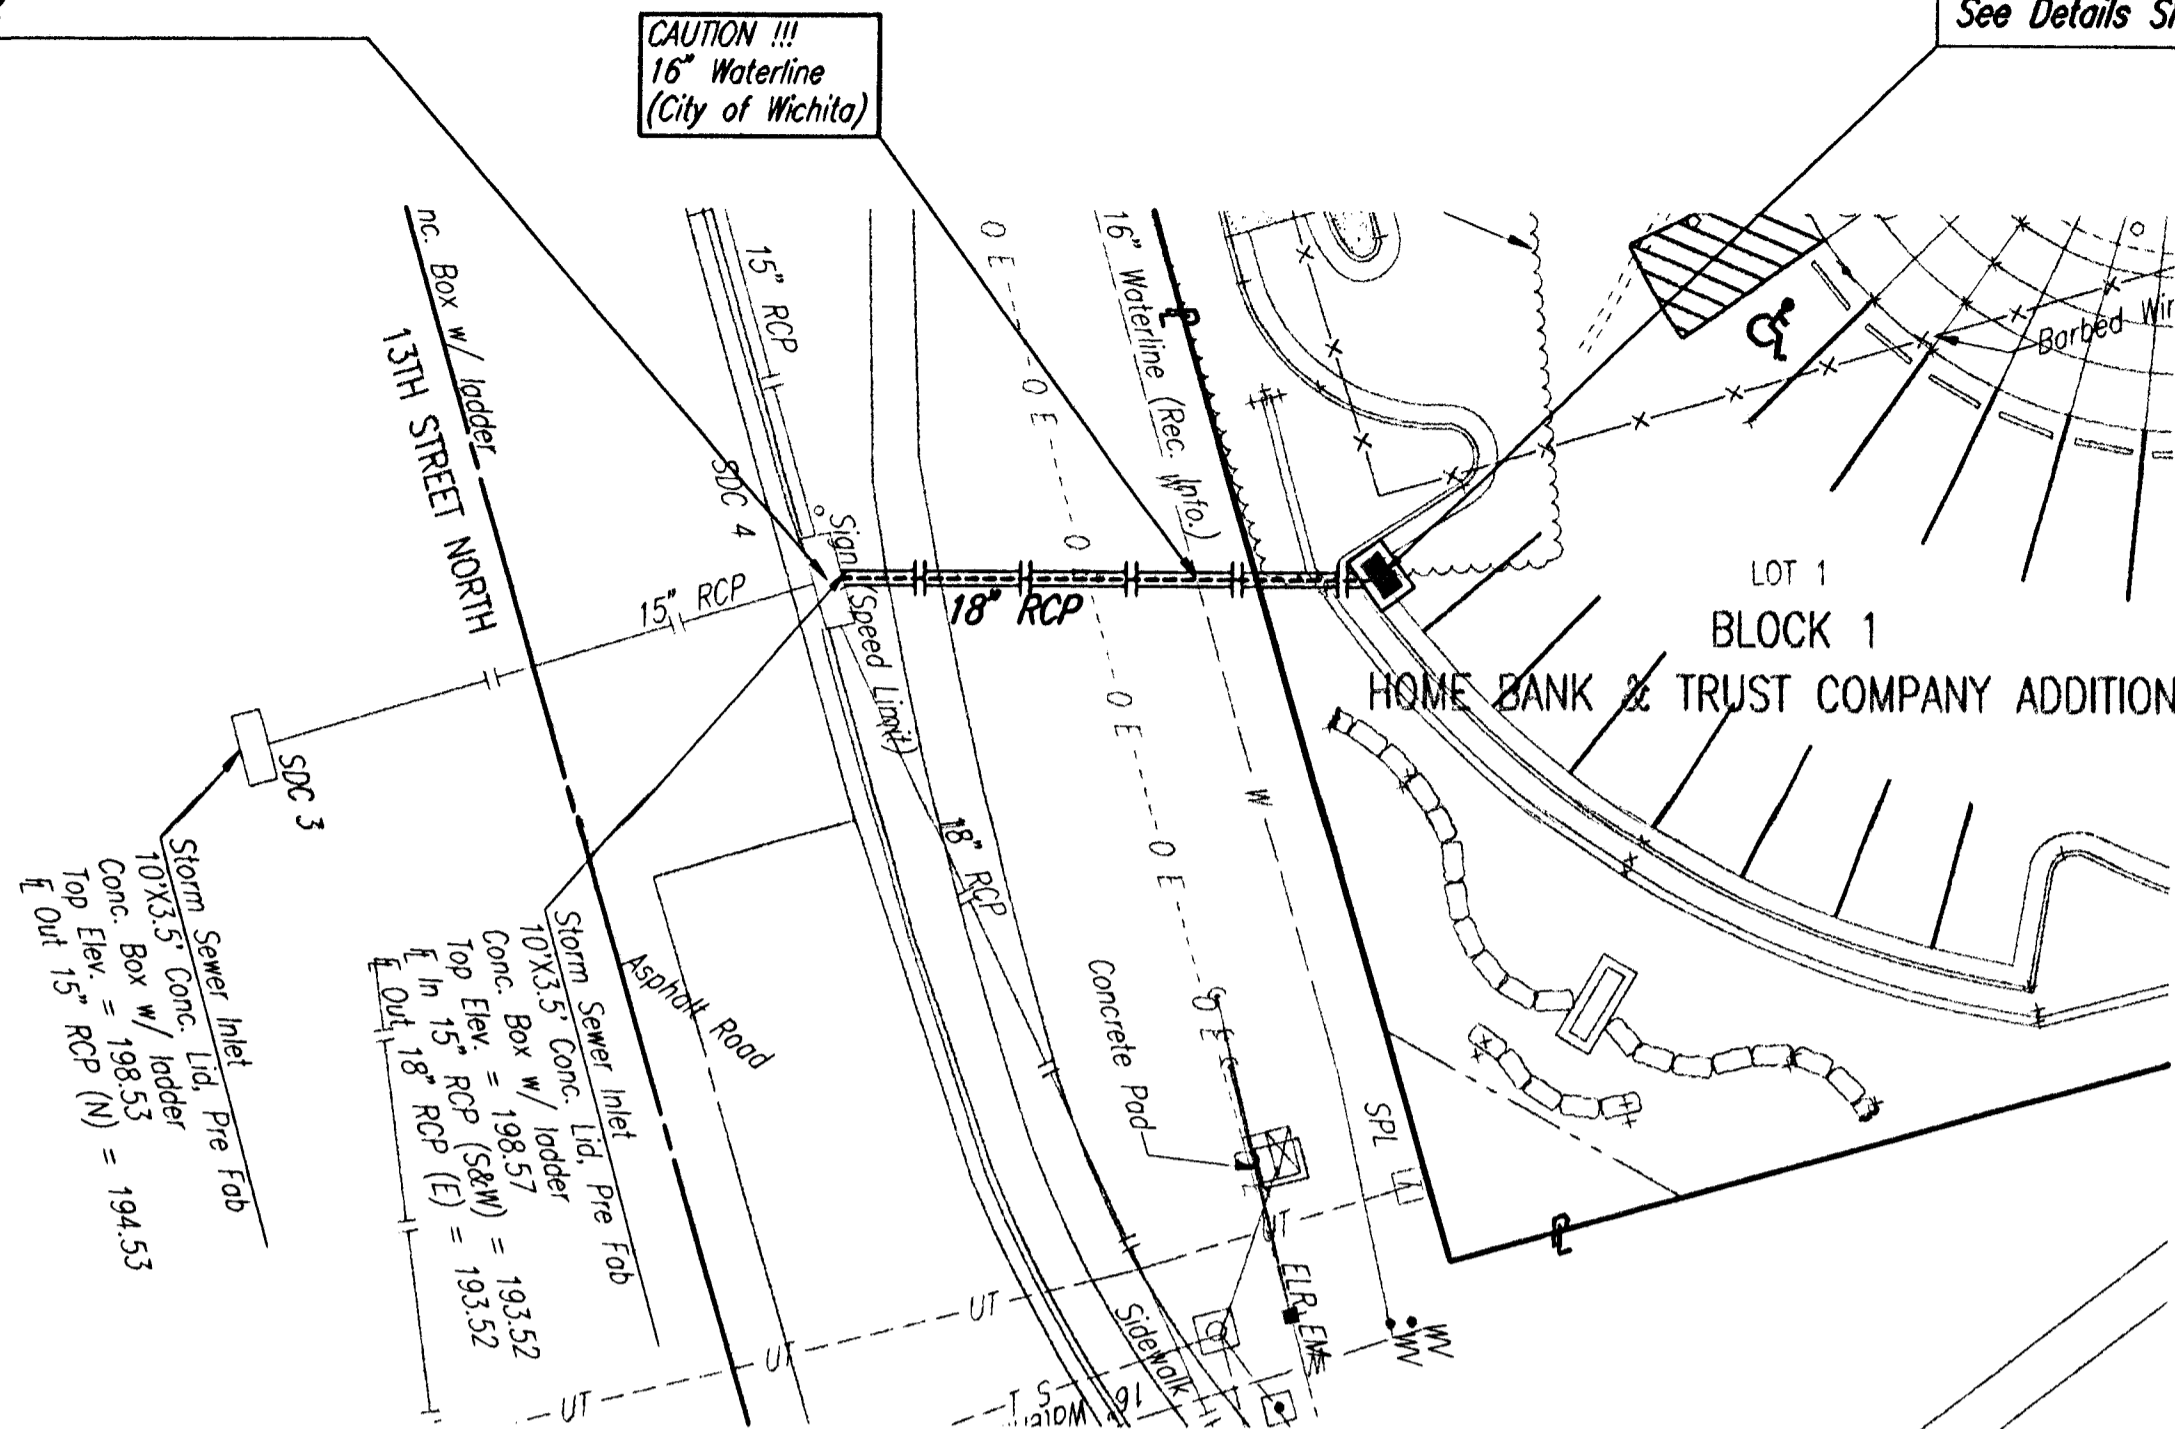 See Details
CAUTION !!!
16" Waterline
(City of Wichita)
nc. Box w/ ladder
13TH STREET NORTH
15" RCP
SDC 4
Sign
(Speed Limit)
O E
O E
O
O E
O E
O E
16" Waterline (Rec. Info.)
W
W
Barbed
15" RCP
18" RCP
LOT 1
BLOCK 1
HOME BANK & TRUST COMPANY ADDITION
SDC 3
Storm Sewer Inlet
10'X3.5' Conc. Lid, Pre Fab
Conc. Box w/ ladder
Top Elev. = 198.53
FL Out 15" RCP (N) = 194.53
Storm Sewer Inlet
10'X3.5' Conc. Lid, Pre Fab
Conc. Box w/ ladder
Top Elev. = 198.57
FL In 15" RCP (S&W) = 193.52
FL Out 18" RCP (E) = 193.52
Asphalt Road
18" RCP
Concrete Pad
SPL
UT
UT
UT
UT
ELR
Sidewalk
16"